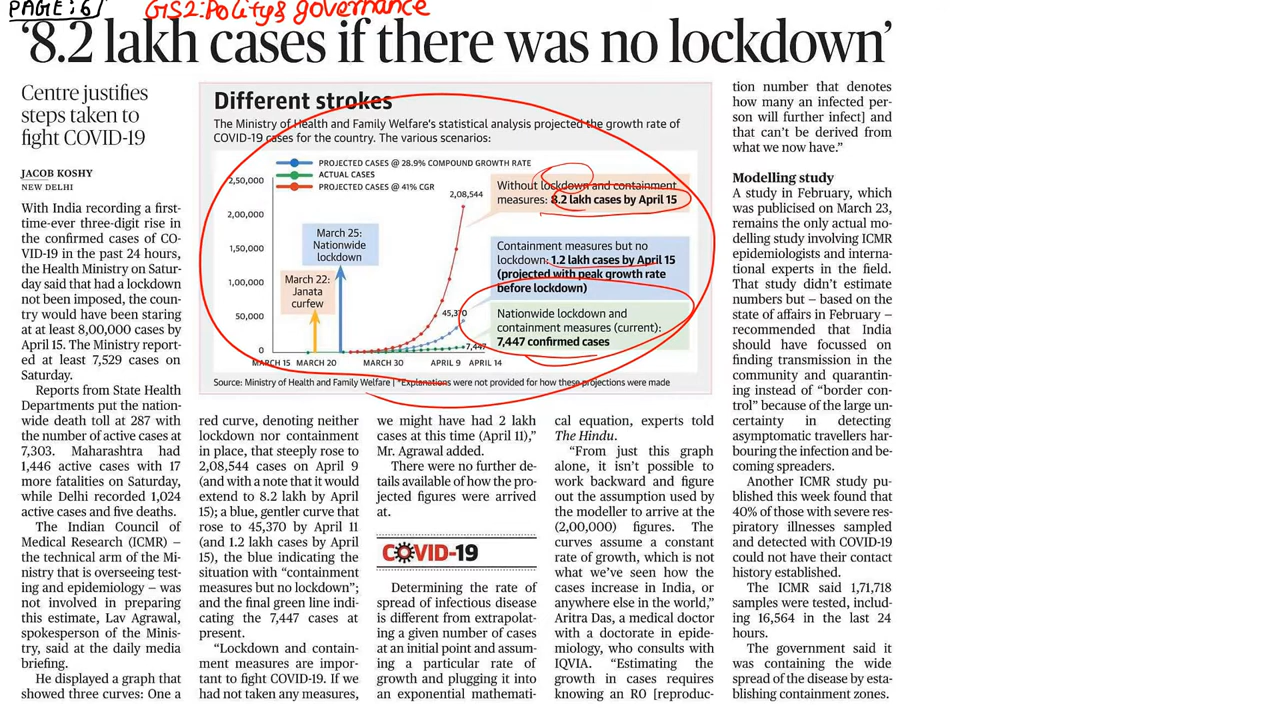 PAGE:6/
GS2:Polity & governance
‘8.2 lakh cases if there was no lockdown’
Centre justifies
steps taken to
fight COVID-19
JACOB KOSHY
NEW DELHI
With India recording a first-
time-ever three-digit rise in
the confirmed cases of CO-
VID-19 in the past 24 hours,
the Health Ministry on Satur-
day said that had a lockdown
not been imposed, the coun-
try would have been staring
at at least 8,00,000 cases by
April 15. The Ministry report-
ed at least 7,529 cases on
Saturday.
Reports from State Health
Departments put the nation-
wide death toll at 287 with
the number of active cases at
7,303. Maharashtra had
1,446 active cases with 17
more fatalities on Saturday,
while Delhi recorded 1,024
active cases and five deaths.
The Indian Council of
Medical Research (ICMR) –
the technical arm of the Mi-
nistry that is overseeing test-
ing and epidemiology – was
not involved in preparing
this estimate, Lav Agrawal,
spokesperson of the Minis-
try, said at the daily media
briefing.
He displayed a graph that
showed three curves: One a
Different strokes
The Ministry of Health and Family Welfare's statistical analysis projected the growth rate of
COVID-19 cases for the country. The various scenarios:
PROJECTED CASES @ 28.9% COMPOUND GROWTH RATE
ACTUAL CASES
PROJECTED CASES @ 41% CGR
2,50,000
2,00,000
1,50,000
1,00,000
50,000
0
MARCH 15 MARCH 20 MARCH 30 APRIL 9 APRIL 14
March 22:
Janata
curfew
March 25:
Nationwide
lockdown
2,08,544
45,370
7,447
Without lockdown and containment
measures: 8.2 lakh cases by April 15
Containment measures but no
lockdown: 1.2 lakh cases by April 15
(projected with peak growth rate
before lockdown)
Nationwide lockdown and
containment measures (current):
7,447 confirmed cases
Source: Ministry of Health and Family Welfare | *Explanations were not provided for how these projections were made
red curve, denoting neither
lockdown nor containment
in place, that steeply rose to
2,08,544 cases on April 9
(and with a note that it would
extend to 8.2 lakh by April
15); a blue, gentler curve that
rose to 45,370 by April 11
(and 1.2 lakh cases by April
15), the blue indicating the
situation with “containment
measures but no lockdown”;
and the final green line indi-
cating the 7,447 cases at
present.
“Lockdown and contain-
ment measures are impor-
tant to fight COVID-19. If we
had not taken any measures,
we might have had 2 lakh
cases at this time (April 11),”
Mr. Agrawal added.
There were no further de-
tails available of how the pro-
jected figures were arrived
at.
COVID-19
Determining the rate of
spread of infectious disease
is different from extrapolat-
ing a given number of cases
at an initial point and assum-
ing a particular rate of
growth and plugging it into
an exponential mathemati-
cal equation, experts told
The Hindu.
“From just this graph
alone, it isn’t possible to
work backward and figure
out the assumption used by
the modeller to arrive at the
(2,00,000) figures. The
curves assume a constant
rate of growth, which is not
what we’ve seen how the
cases increase in India, or
anywhere else in the world,”
Aritra Das, a medical doctor
with a doctorate in epide-
miology, who consults with
IQVIA. “Estimating the
growth in cases requires
knowing an R0 [reproduc-
tion number that denotes
how many an infected per-
son will further infect] and
that can’t be derived from
what we now have.”
Modelling study
A study in February, which
was publicised on March 23,
remains the only actual mo-
delling study involving ICMR
epidemiologists and interna-
tional experts in the field.
That study didn’t estimate
numbers but – based on the
state of affairs in February –
recommended that India
should have focussed on
finding transmission in the
community and quarantin-
ing instead of “border con-
trol” because of the large un-
certainty in detecting
asymptomatic travellers har-
bouring the infection and be-
coming spreaders.
Another ICMR study pu-
blished this week found that
40% of those with severe res-
piratory illnesses sampled
and detected with COVID-19
could not have their contact
history established.
The ICMR said 1,71,718
samples were tested, includ-
ing 16,564 in the last 24
hours.
The government said it
was containing the wide
spread of the disease by esta-
blishing containment zones.